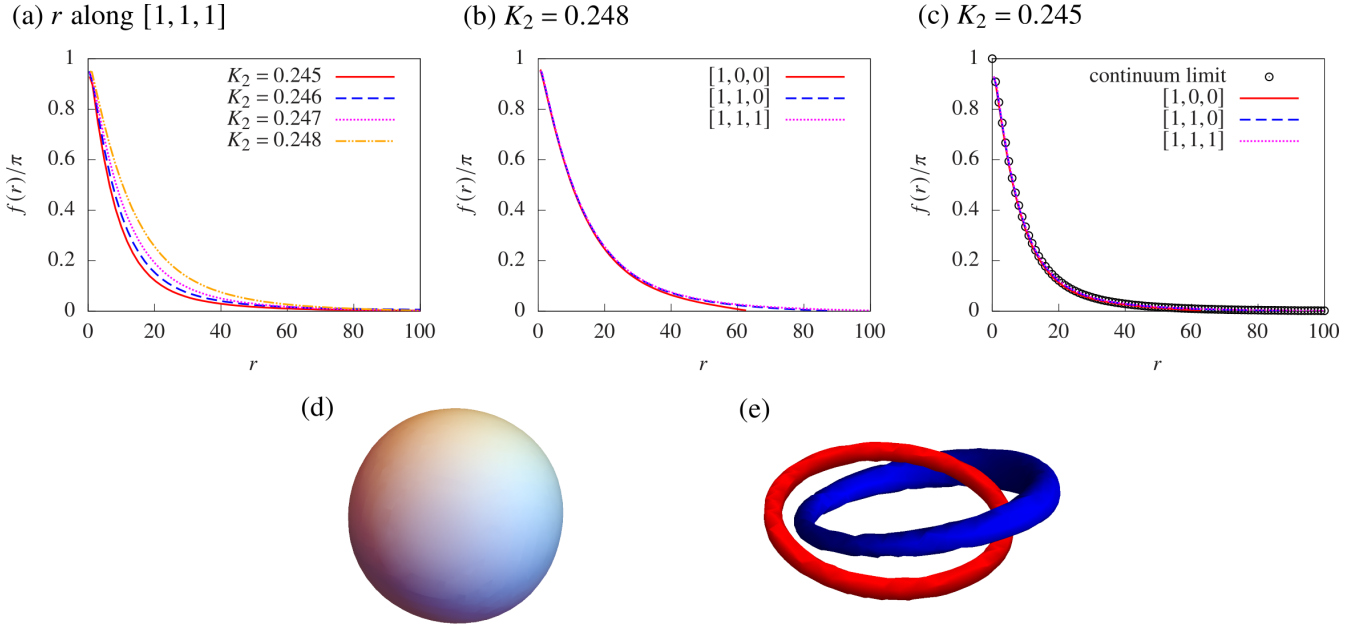 (a) r along [1, 1, 1]
f(r)/π
1
0.8
0.6
0.4
0.2
0
0 20 40 60 80 100
r
K₂ = 0.245
K₂ = 0.246
K₂ = 0.247
K₂ = 0.248
(b) K₂ = 0.248
f(r)/π
1
0.8
0.6
0.4
0.2
0
0 20 40 60 80 100
r
[1, 0, 0]
[1, 1, 0]
[1, 1, 1]
(c) K₂ = 0.245
f(r)/π
1
0.8
0.6
0.4
0.2
0
0 20 40 60 80 100
r
continuum limit
[1, 0, 0]
[1, 1, 0]
[1, 1, 1]
(d)
(e)